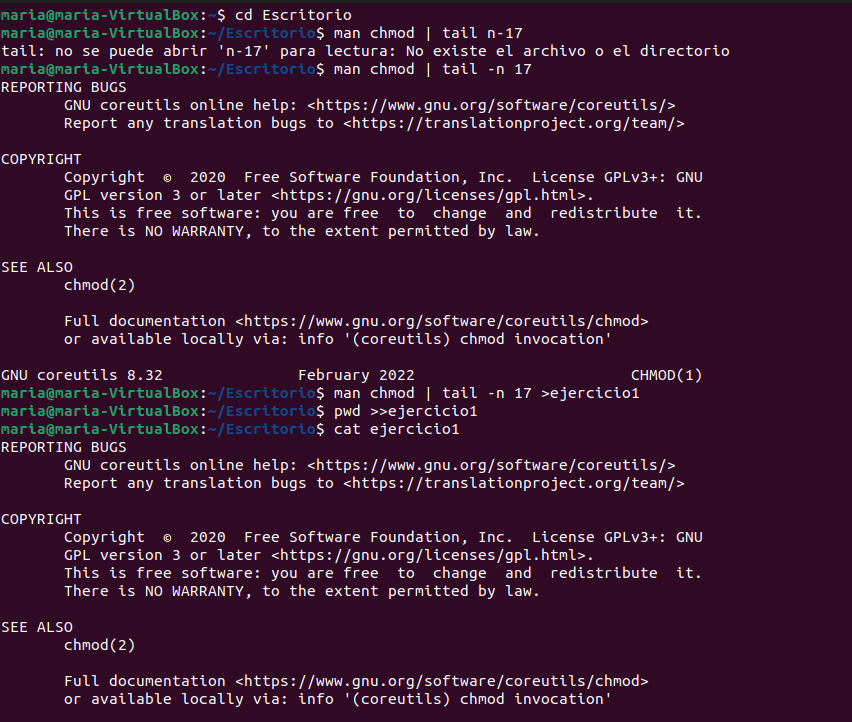 maria@maria-VirtualBox:~$ cd Escritorio
maria@maria-VirtualBox:~/Escritorio$ man chmod | tail n-17
tail: no se puede abrir 'n-17' para lectura: No existe el archivo o el directorio
maria@maria-VirtualBox:~/Escritorio$ man chmod | tail -n 17
REPORTING BUGS
       GNU coreutils online help: <https://www.gnu.org/software/coreutils/>
       Report any translation bugs to <https://translationproject.org/team/>

COPYRIGHT
       Copyright  ©  2020  Free Software Foundation, Inc.  License GPLv3+: GNU
       GPL version 3 or later <https://gnu.org/licenses/gpl.html>.
       This is free software: you are free  to  change  and  redistribute  it.
       There is NO WARRANTY, to the extent permitted by law.

SEE ALSO
       chmod(2)

       Full documentation <https://www.gnu.org/software/coreutils/chmod>
       or available locally via: info '(coreutils) chmod invocation'

GNU coreutils 8.32               February 2022                        CHMOD(1)
maria@maria-VirtualBox:~/Escritorio$ man chmod | tail -n 17 >ejercicio1
maria@maria-VirtualBox:~/Escritorio$ pwd >>ejercicio1
maria@maria-VirtualBox:~/Escritorio$ cat ejercicio1
REPORTING BUGS
       GNU coreutils online help: <https://www.gnu.org/software/coreutils/>
       Report any translation bugs to <https://translationproject.org/team/>

COPYRIGHT
       Copyright  ©  2020  Free Software Foundation, Inc.  License GPLv3+: GNU
       GPL version 3 or later <https://gnu.org/licenses/gpl.html>.
       This is free software: you are free  to  change  and  redistribute  it.
       There is NO WARRANTY, to the extent permitted by law.

SEE ALSO
       chmod(2)

       Full documentation <https://www.gnu.org/software/coreutils/chmod>
       or available locally via: info '(coreutils) chmod invocation'